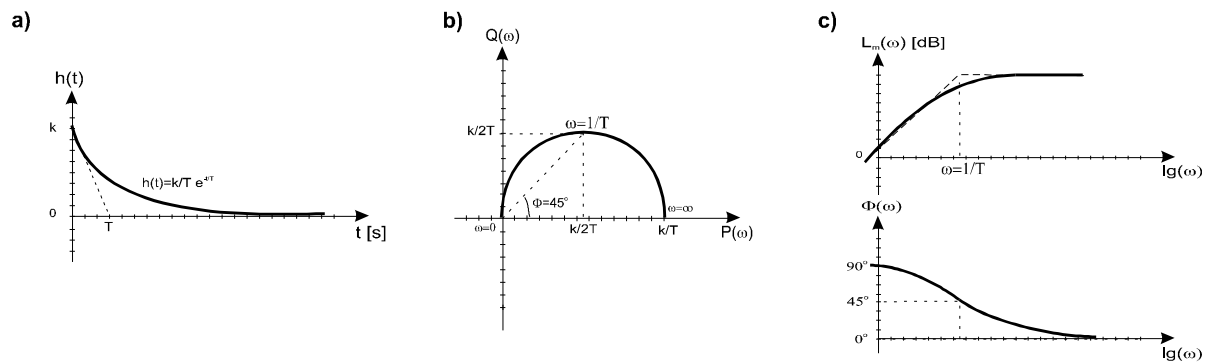 a)
h(t)
k
h(t)=k/T e^-t/T
0
T
t [s]
b)
Q(ω)
k/2T
ω=1/T
Φ=45°
ω=0
ω=∞
k/2T
k/T
P(ω)
c)
Lₘ(ω) [dB]
0
ω=1/T
lg(ω)
Φ(ω)
90°
45°
0°
lg(ω)